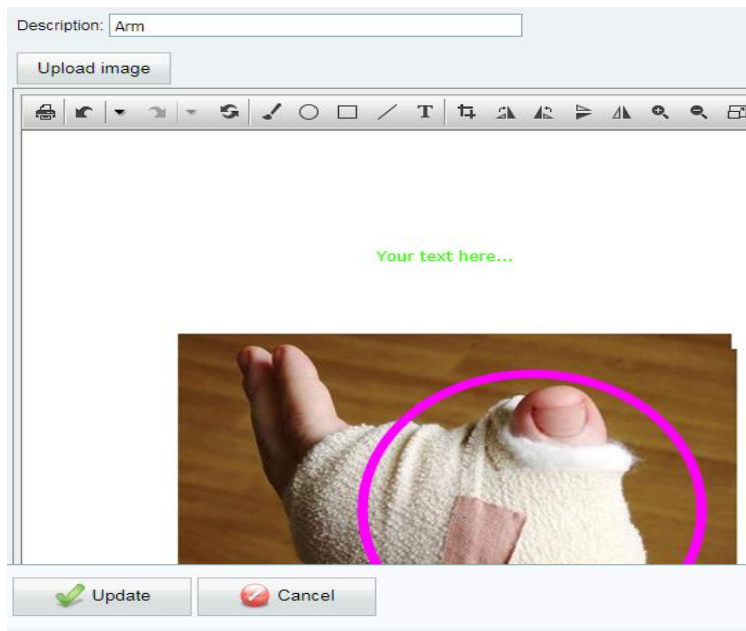 Description: Arm
Upload image
T
Your text here...
Update
Cancel